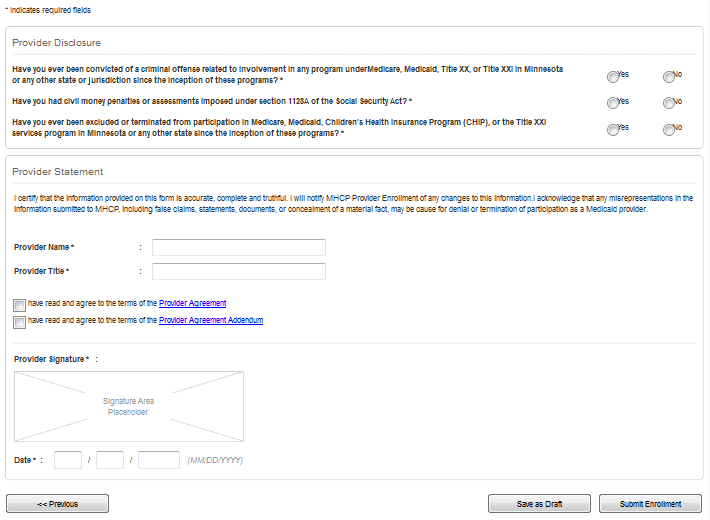 * Indicates required fields
Provider Disclosure
Have you ever been convicted of a criminal offense related to involvement in any program underMedicare, Medicaid, Title XX, or Title XXI in Minnesota
or any other state or jurisdiction since the inception of these programs? *
Yes No
Have you had civil money penalties or assessments imposed under section 1128A of the Social Security Act? *
Yes No
Have you ever been excluded or terminated from participation in Medicare, Medicaid, Children's Health Insurance Program (CHIP), or the Title XXI
services program in Minnesota or any other state since the inception of these programs? *
Yes No
Provider Statement
I certify that the information provided on this form is accurate, complete and truthful. I will notify MHCP Provider Enrollment of any changes to this information.I acknowledge that any misrepresentations in the
information submitted to MHCP, including false claims, statements, documents, or concealment of a material fact, may be cause for denial or termination of participation as a Medicaid provider.
Provider Name * :
Provider Title * :
have read and agree to the terms of the Provider Agreement
have read and agree to the terms of the Provider Agreement Addendum
Provider Signature * :
Signature Area
Placeholder
Date * : / / (MM/DD/YYYY)
<< Previous Save as Draft Submit Enrollment